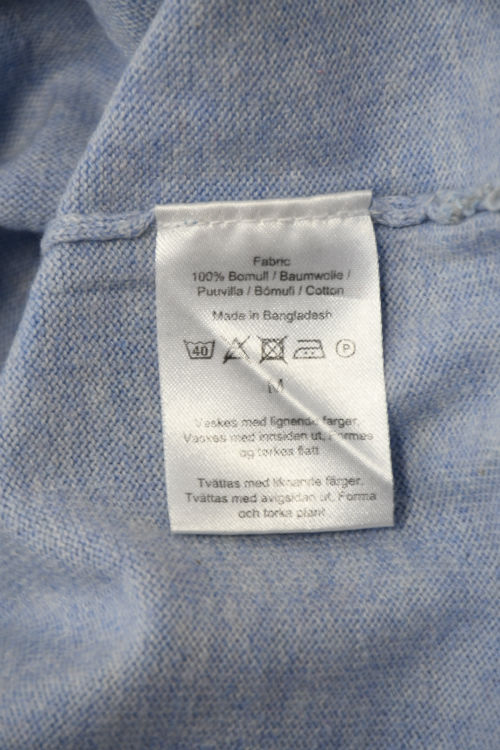 Fabric
100% Bomull / Baumwolle /
Puuvilla / Bómull / Cotton
Made in Bangladesh
40 P
M
Vaskes med lignende farger,
Vaskes med innsiden ut, Formes
og tørkes flatt
Tvättas med liknande färger,
Tvättas med avigsidan ut, Forma
och torka plant